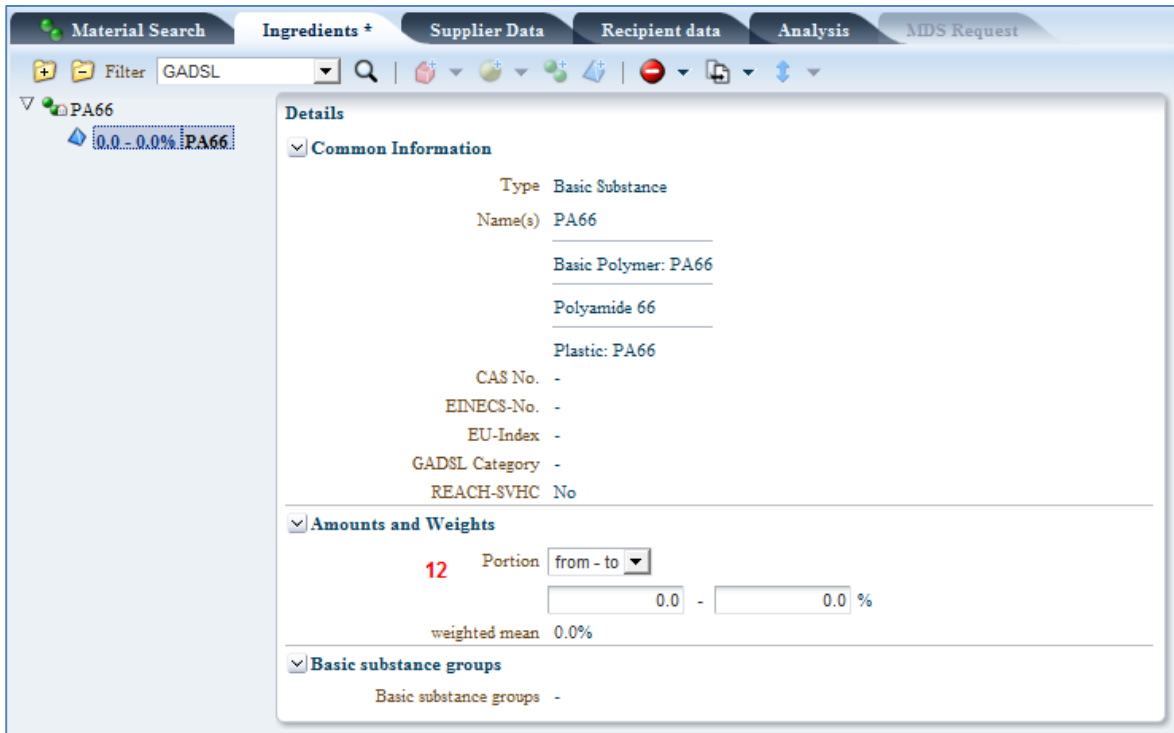 Material Search Ingredients * Supplier Data Recipient data Analysis MDS Request
Filter GADSL
PA66
0.0 - 0.0% PA66
Details
Common Information
Type Basic Substance
Name(s) PA66
Basic Polymer: PA66
Polyamide 66
Plastic: PA66
CAS No. -
EINECS-No. -
EU-Index -
GADSL Category -
REACH-SVHC No
Amounts and Weights
12 Portion from - to
0.0 - 0.0 %
weighted mean 0.0%
Basic substance groups
Basic substance groups -